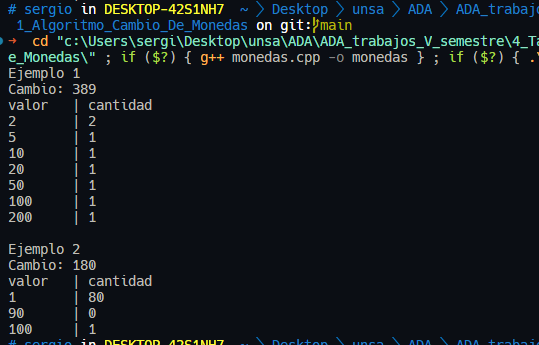 # sergio in DESKTOP-42S1NH7 ~ > Desktop > unsa > ADA > ADA_trabajo
1_Algoritmo_Cambio_De_Monedas on git: main
→ cd "c:\Users\sergi\Desktop\unsa\ADA\ADA_trabajos_V_semestre\4_Ta
e_Monedas\" ; if ($?) { g++ monedas.cpp -o monedas } ; if ($?) { .\
Ejemplo 1
Cambio: 389
valor | cantidad
2 | 2
5 | 1
10 | 1
20 | 1
50 | 1
100 | 1
200 | 1
Ejemplo 2
Cambio: 180
valor | cantidad
1 | 80
90 | 0
100 | 1
# sergio in DESKTOP-42S1NH7 ~ > Desktop > unsa > ADA > ADA_trabajo